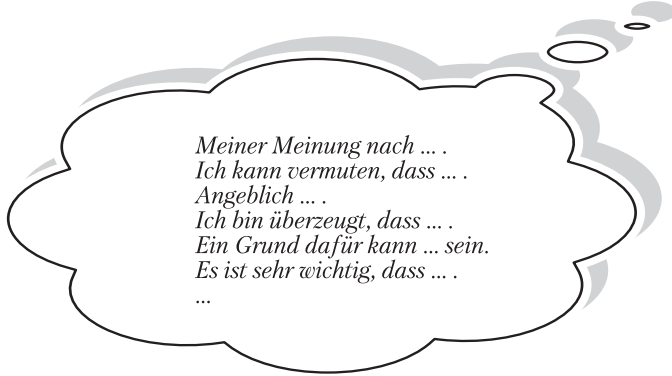 Meiner Meinung nach ... .
Ich kann vermuten, dass ... .
Angeblich ... .
Ich bin überzeugt, dass ... .
Ein Grund dafür kann ... sein.
Es ist sehr wichtig, dass ... .
...